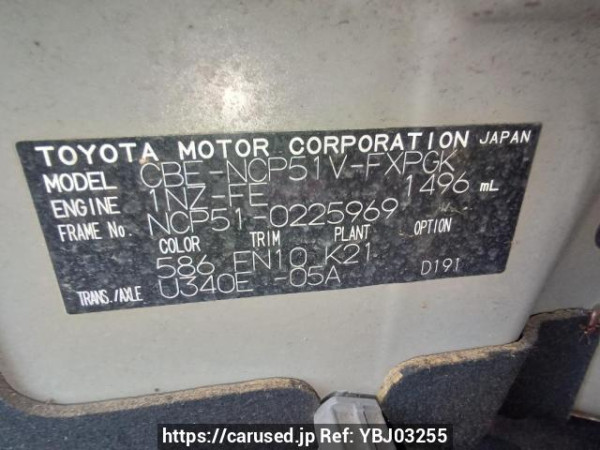 TOYOTA MOTOR CORPORATION JAPAN
MODEL CBE-NCP51V-FXPGK
ENGINE 1NZ-FE 1496 mL
FRAME No. NCP51-0225969
COLOR TRIM PLANT OPTION
586 FN10 K21
TRANS./AXLE U340E -05A D191
https://carused.jp Ref: YBJ03255